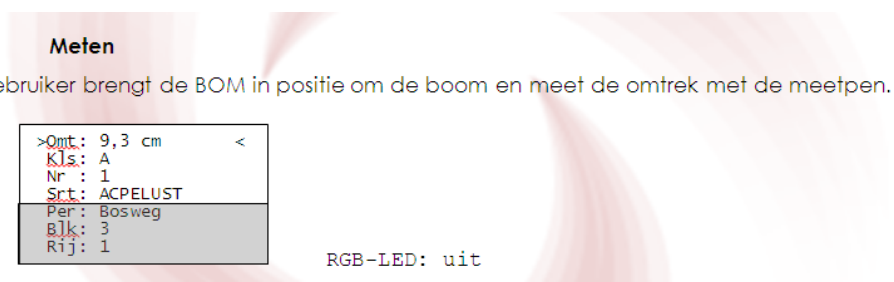 Meten
ebruiker brengt de BOM in positie om de boom en meet de omtrek met de meetpen.
>Omt: 9,3 cm <
Kls: A
Nr : 1
Srt: ACPELUST
Per: Bosweg
Blk: 3
Rij: 1
RGB-LED: uit